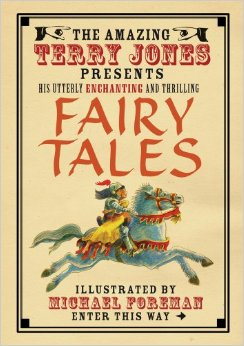 THE AMAZING
TERRY JONES
PRESENTS
HIS UTTERLY ENCHANTING AND THRILLING
FAIRY
TALES
ILLUSTRATED BY
MICHAEL FOREMAN
ENTER THIS WAY →